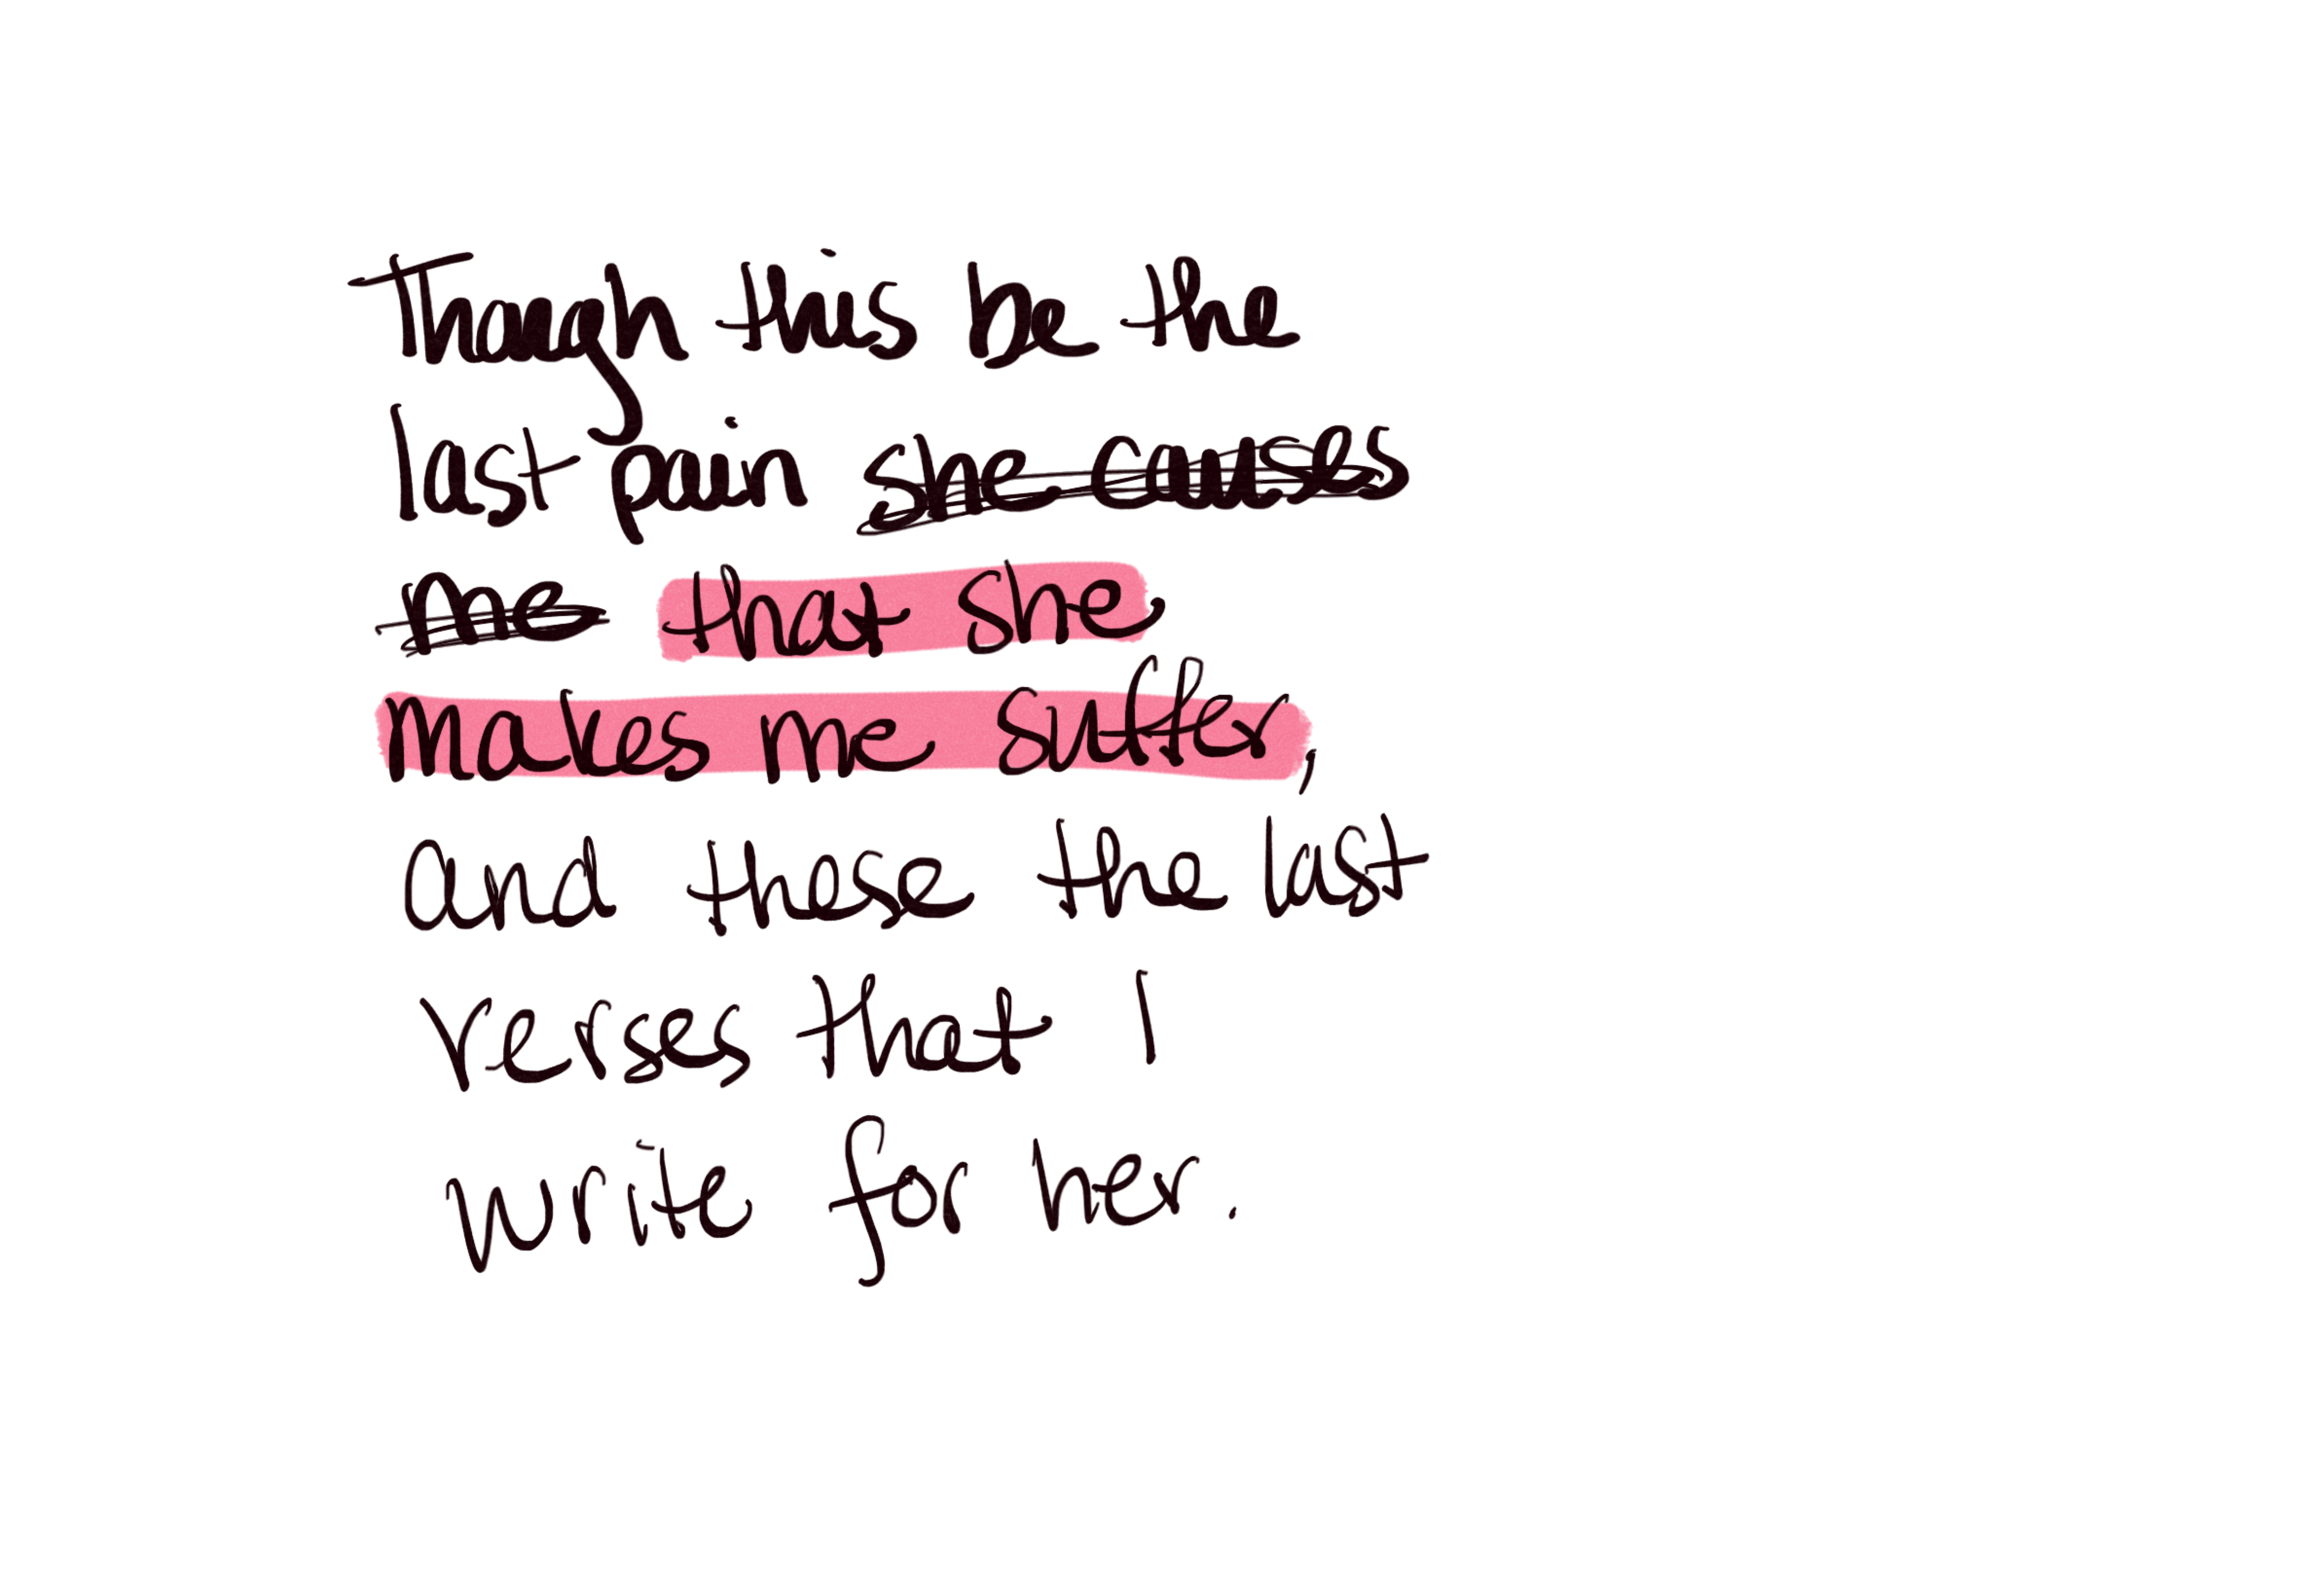 Though this be the
last pain she causes
me that she
makes me suffer,
and these the last
verses that I
write for her.